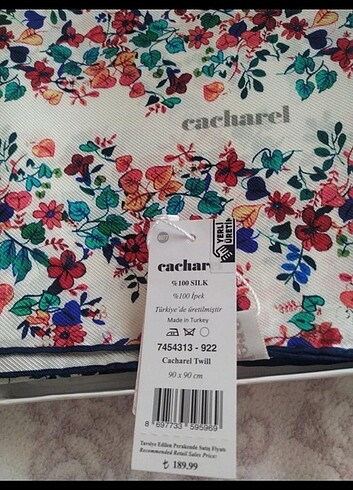 cacharel
YERLİ
ÜRETİM
cachar
%100 SILK
%100 İpek
Türkiye'de üretilmiştir
Made in Turkey
7454313 - 922
Cacharel Twill
90 x 90 cm
8 697733 595969
Tavsiye Edilen Perakende Satış Fiyatı
Recommended Retail Sales Price:
₺ 189.99